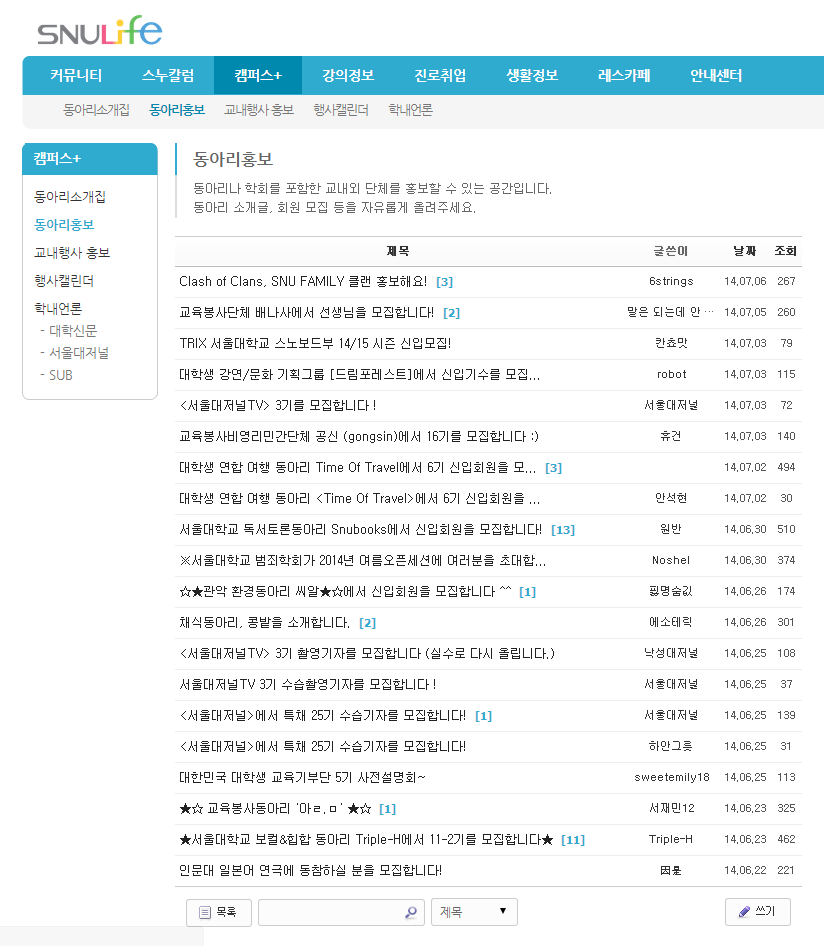 SNULife
커뮤니티 스누칼럼 캠퍼스+ 강의정보 진로취업 생활정보 레스카페 안내센터
동아리소개집 동아리홍보 교내행사 홍보 행사캘린더 학내언론
캠퍼스+
동아리소개집
동아리홍보
교내행사 홍보
행사캘린더
학내언론
- 대학신문
- 서울대저널
- SUB
동아리홍보
동아리나 학회를 포함한 교내외 단체를 홍보할 수 있는 공간입니다.
동아리 소개글, 회원 모집 등을 자유롭게 올려주세요.
제목 글쓴이 날짜 조회
Clash of Clans, SNU FAMILY 클랜 홍보해요! [3] 6strings 14.07.06 267
교육봉사단체 배나사에서 선생님을 모집합니다! [2] 말은 되는데 안 … 14.07.05 260
TRIX 서울대학교 스노보드부 14/15 시즌 신입모집! 칸쵸맛 14.07.03 79
대학생 강연/문화 기획그룹 [드림포레스트]에서 신입기수를 모집... robot 14.07.03 115
<서울대저널TV> 3기를 모집합니다 ! 서울대저널 14.07.03 72
교육봉사비영리민간단체 공신 (gongsin)에서 16기를 모집합니다 :) 휴건 14.07.03 140
대학생 연합 여행 동아리 Time Of Travel에서 6기 신입회원을 모... [3] 14.07.02 494
대학생 연합 여행 동아리 <Time Of Travel>에서 6기 신입회원을 ... 안석현 14.07.02 30
서울대학교 독서토론동아리 Snubooks에서 신입회원을 모집합니다! [13] 원반 14.06.30 510
※서울대학교 범죄학회가 2014년 여름오픈세션에 여러분을 초대합... Noshel 14.06.30 374
☆★관악 환경동아리 씨알★☆에서 신입회원을 모집합니다 ^^ [1] 14.06.26 174
채식동아리, 콩밭을 소개합니다. [2] 에소테릭 14.06.26 301
<서울대저널TV> 3기 촬영기자를 모집합니다 (실수로 다시 올립니다.) 낙성대저널 14.06.25 108
서울대저널TV 3기 수습촬영기자를 모집합니다 ! 서울대저널 14.06.25 37
<서울대저널>에서 특채 25기 수습기자를 모집합니다! [1] 서울대저널 14.06.25 139
<서울대저널>에서 특채 25기 수습기자를 모집합니다! 하안그릇 14.06.25 31
대한민국 대학생 교육기부단 5기 사전설명회~ sweetemily18 14.06.25 113
★☆ 교육봉사동아리 '아ㄹ.ㅁ' ★☆ [1] 서재민12 14.06.23 325
★서울대학교 보컬&힙합 동아리 Triple-H에서 11-2기를 모집합니다★ [11] Triple-H 14.06.23 462
인문대 일본어 연극에 동참하실 분을 모집합니다! 因是 14.06.22 221
목록 제목 ▼ 쓰기